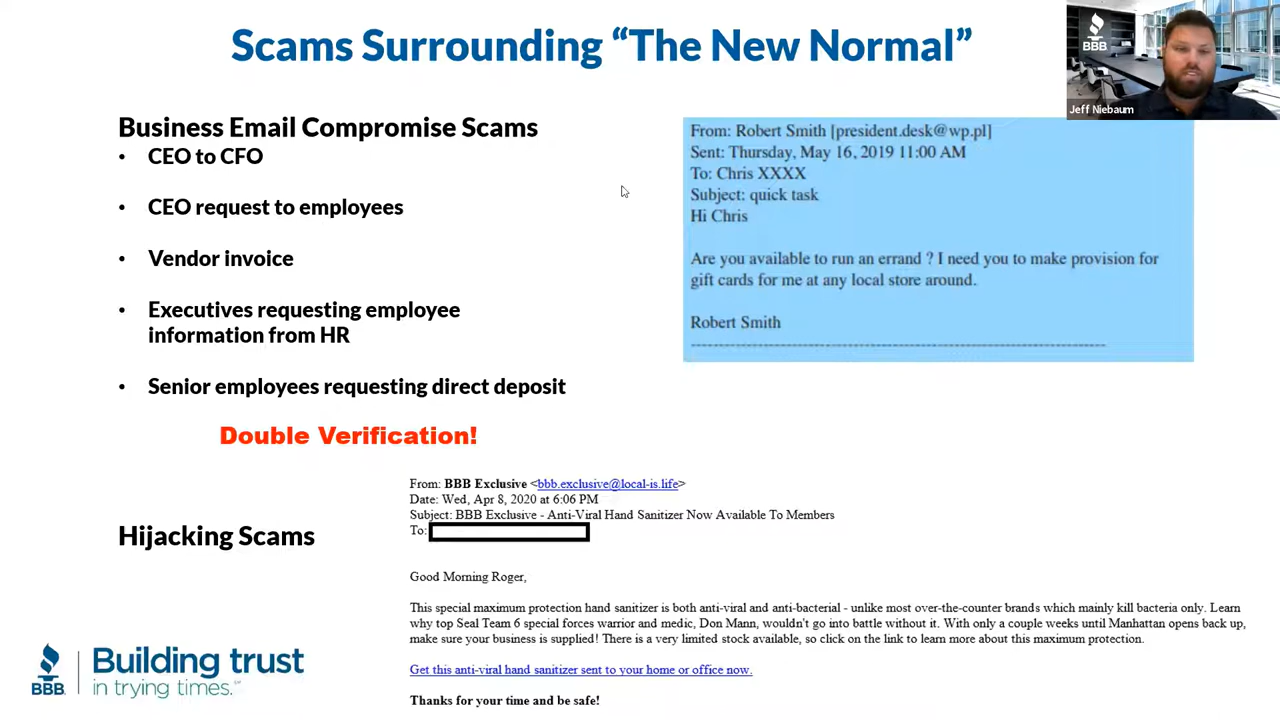 Scams Surrounding “The New Normal”
BBB
Jeff Niebaum
Business Email Compromise Scams
• CEO to CFO
• CEO request to employees
• Vendor invoice
• Executives requesting employee
information from HR
• Senior employees requesting direct deposit
Double Verification!
From: Robert Smith [president.desk@wp.pl]
Sent: Thursday, May 16, 2019 11:00 AM
To: Chris XXXX
Subject: quick task
Hi Chris
Are you available to run an errand ? I need you to make provision for
gift cards for me at any local store around.
Robert Smith
Hijacking Scams
From: BBB Exclusive <bbb.exclusive@local-is.life>
Date: Wed, Apr 8, 2020 at 6:06 PM
Subject: BBB Exclusive - Anti-Viral Hand Sanitizer Now Available To Members
To:
Good Morning Roger,
This special maximum protection hand sanitizer is both anti-viral and anti-bacterial - unlike most over-the-counter brands which mainly kill bacteria only. Learn
why top Seal Team 6 special forces warrior and medic, Don Mann, wouldn't go into battle without it. With only a couple weeks until Manhattan opens back up,
make sure your business is supplied! There is a very limited stock available, so click on the link to learn more about this maximum protection.
Get this anti-viral hand sanitizer sent to your home or office now.
Thanks for your time and be safe!
BBB
Building trust
in trying times.℠